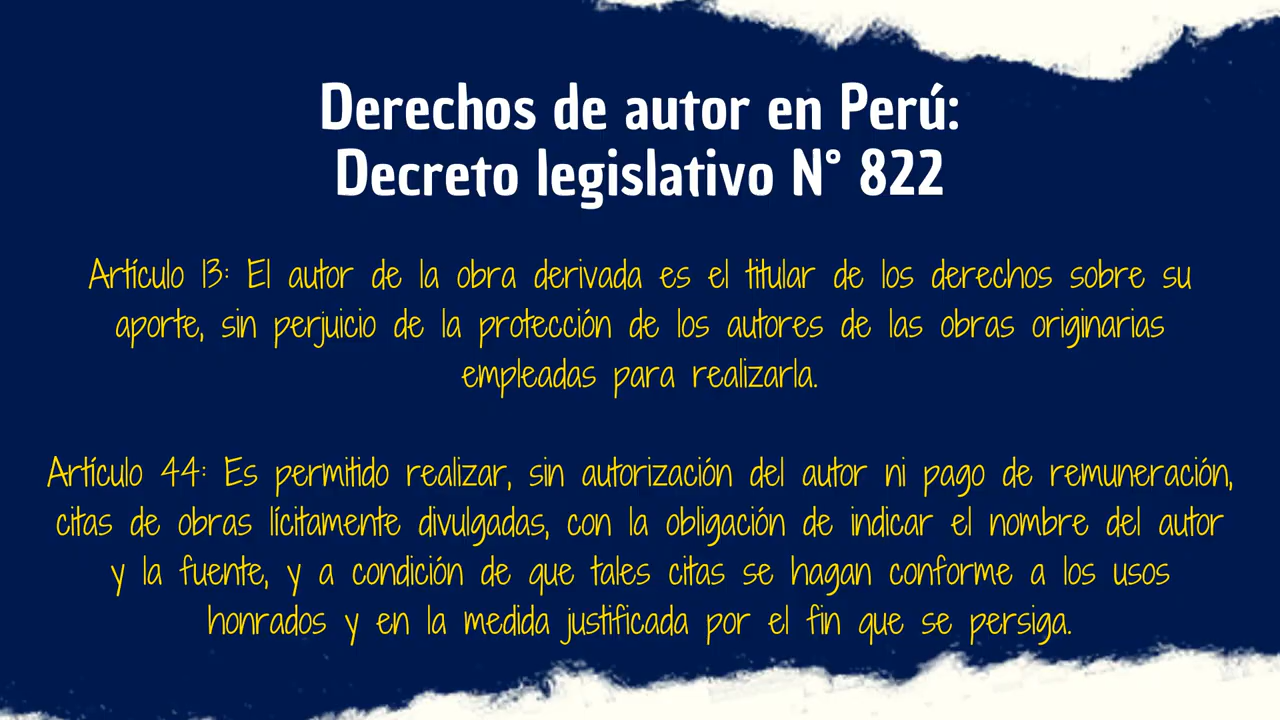 Derechos de autor en Perú:
Decreto legislativo N° 822
Artículo 13: El autor de la obra derivada es el titular de los derechos sobre su
aporte, sin perjuicio de la protección de los autores de las obras originarias
empleadas para realizarla.
Artículo 44: Es permitido realizar, sin autorización del autor ni pago de remuneración,
citas de obras lícitamente divulgadas, con la obligación de indicar el nombre del autor
y la fuente, y a condición de que tales citas se hagan conforme a los usos
honrados y en la medida justificada por el fin que se persiga.